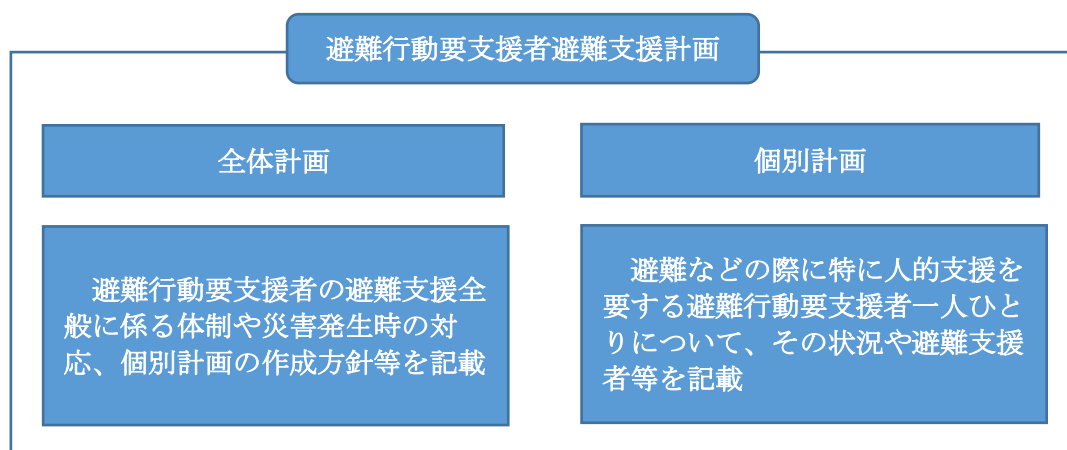 避難行動要支援者避難支援計画
全体計画
個別計画
避難行動要支援者の避難支援全
般に係る体制や災害発生時の対
応、個別計画の作成方針等を記載
避難などの際に特に人的支援を
要する避難行動要支援者一人ひと
りについて、その状況や避難支援
者等を記載